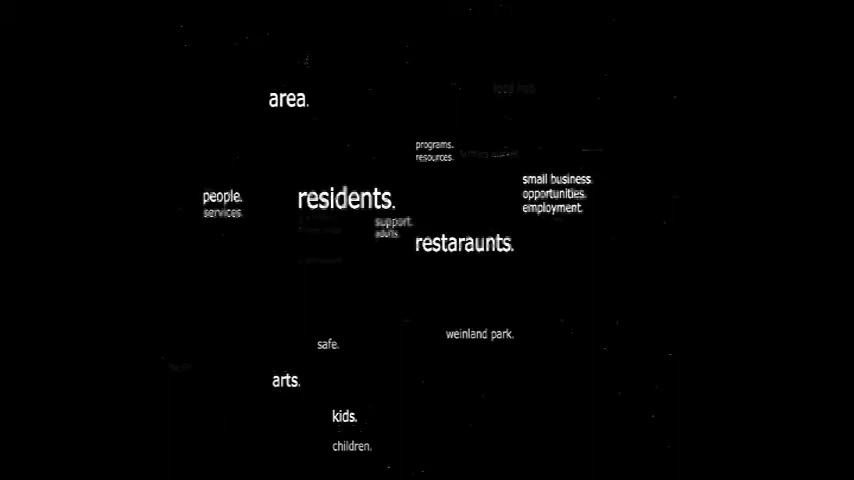 area.
programs.
resources.
small business.
opportunities.
employment.
people.
services.
residents.
support.
adults.
restaraunts.
weinland park.
safe.
arts.
kids.
children.